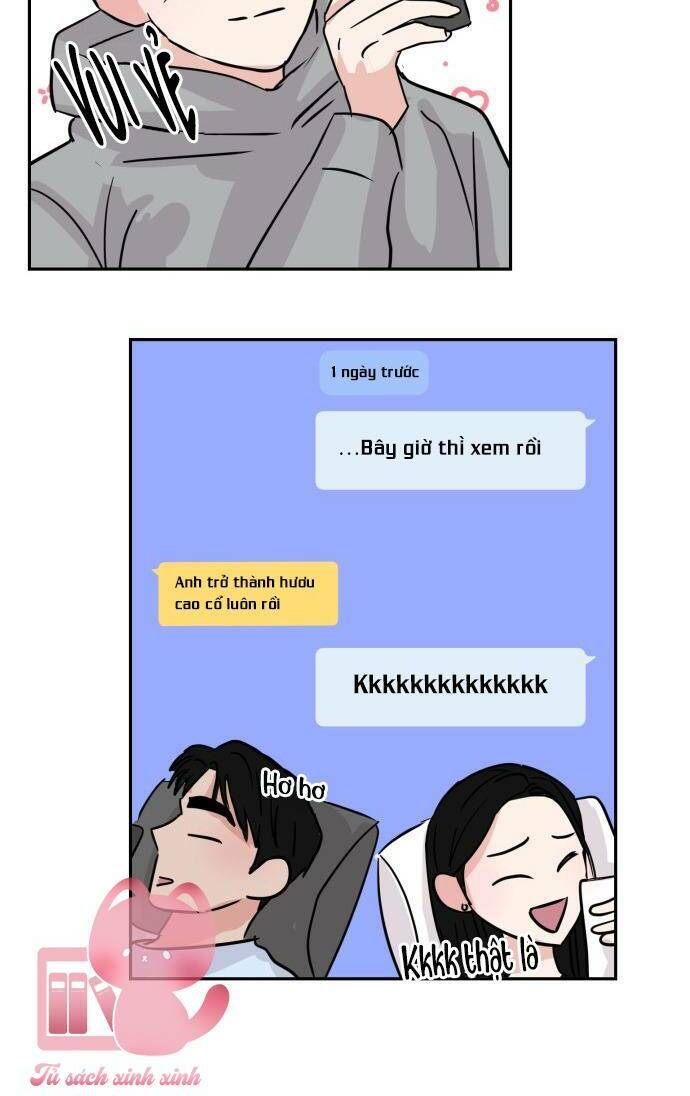 VUI VẺ
1 ngày trước
...Bây giờ thì xem rồi
Anh trở thành hươu
cao cổ luôn rồi
Kkkkkkkkkkkkkk
Hơ hơ
Kkkk thật là
Tủ sách xinh xinh